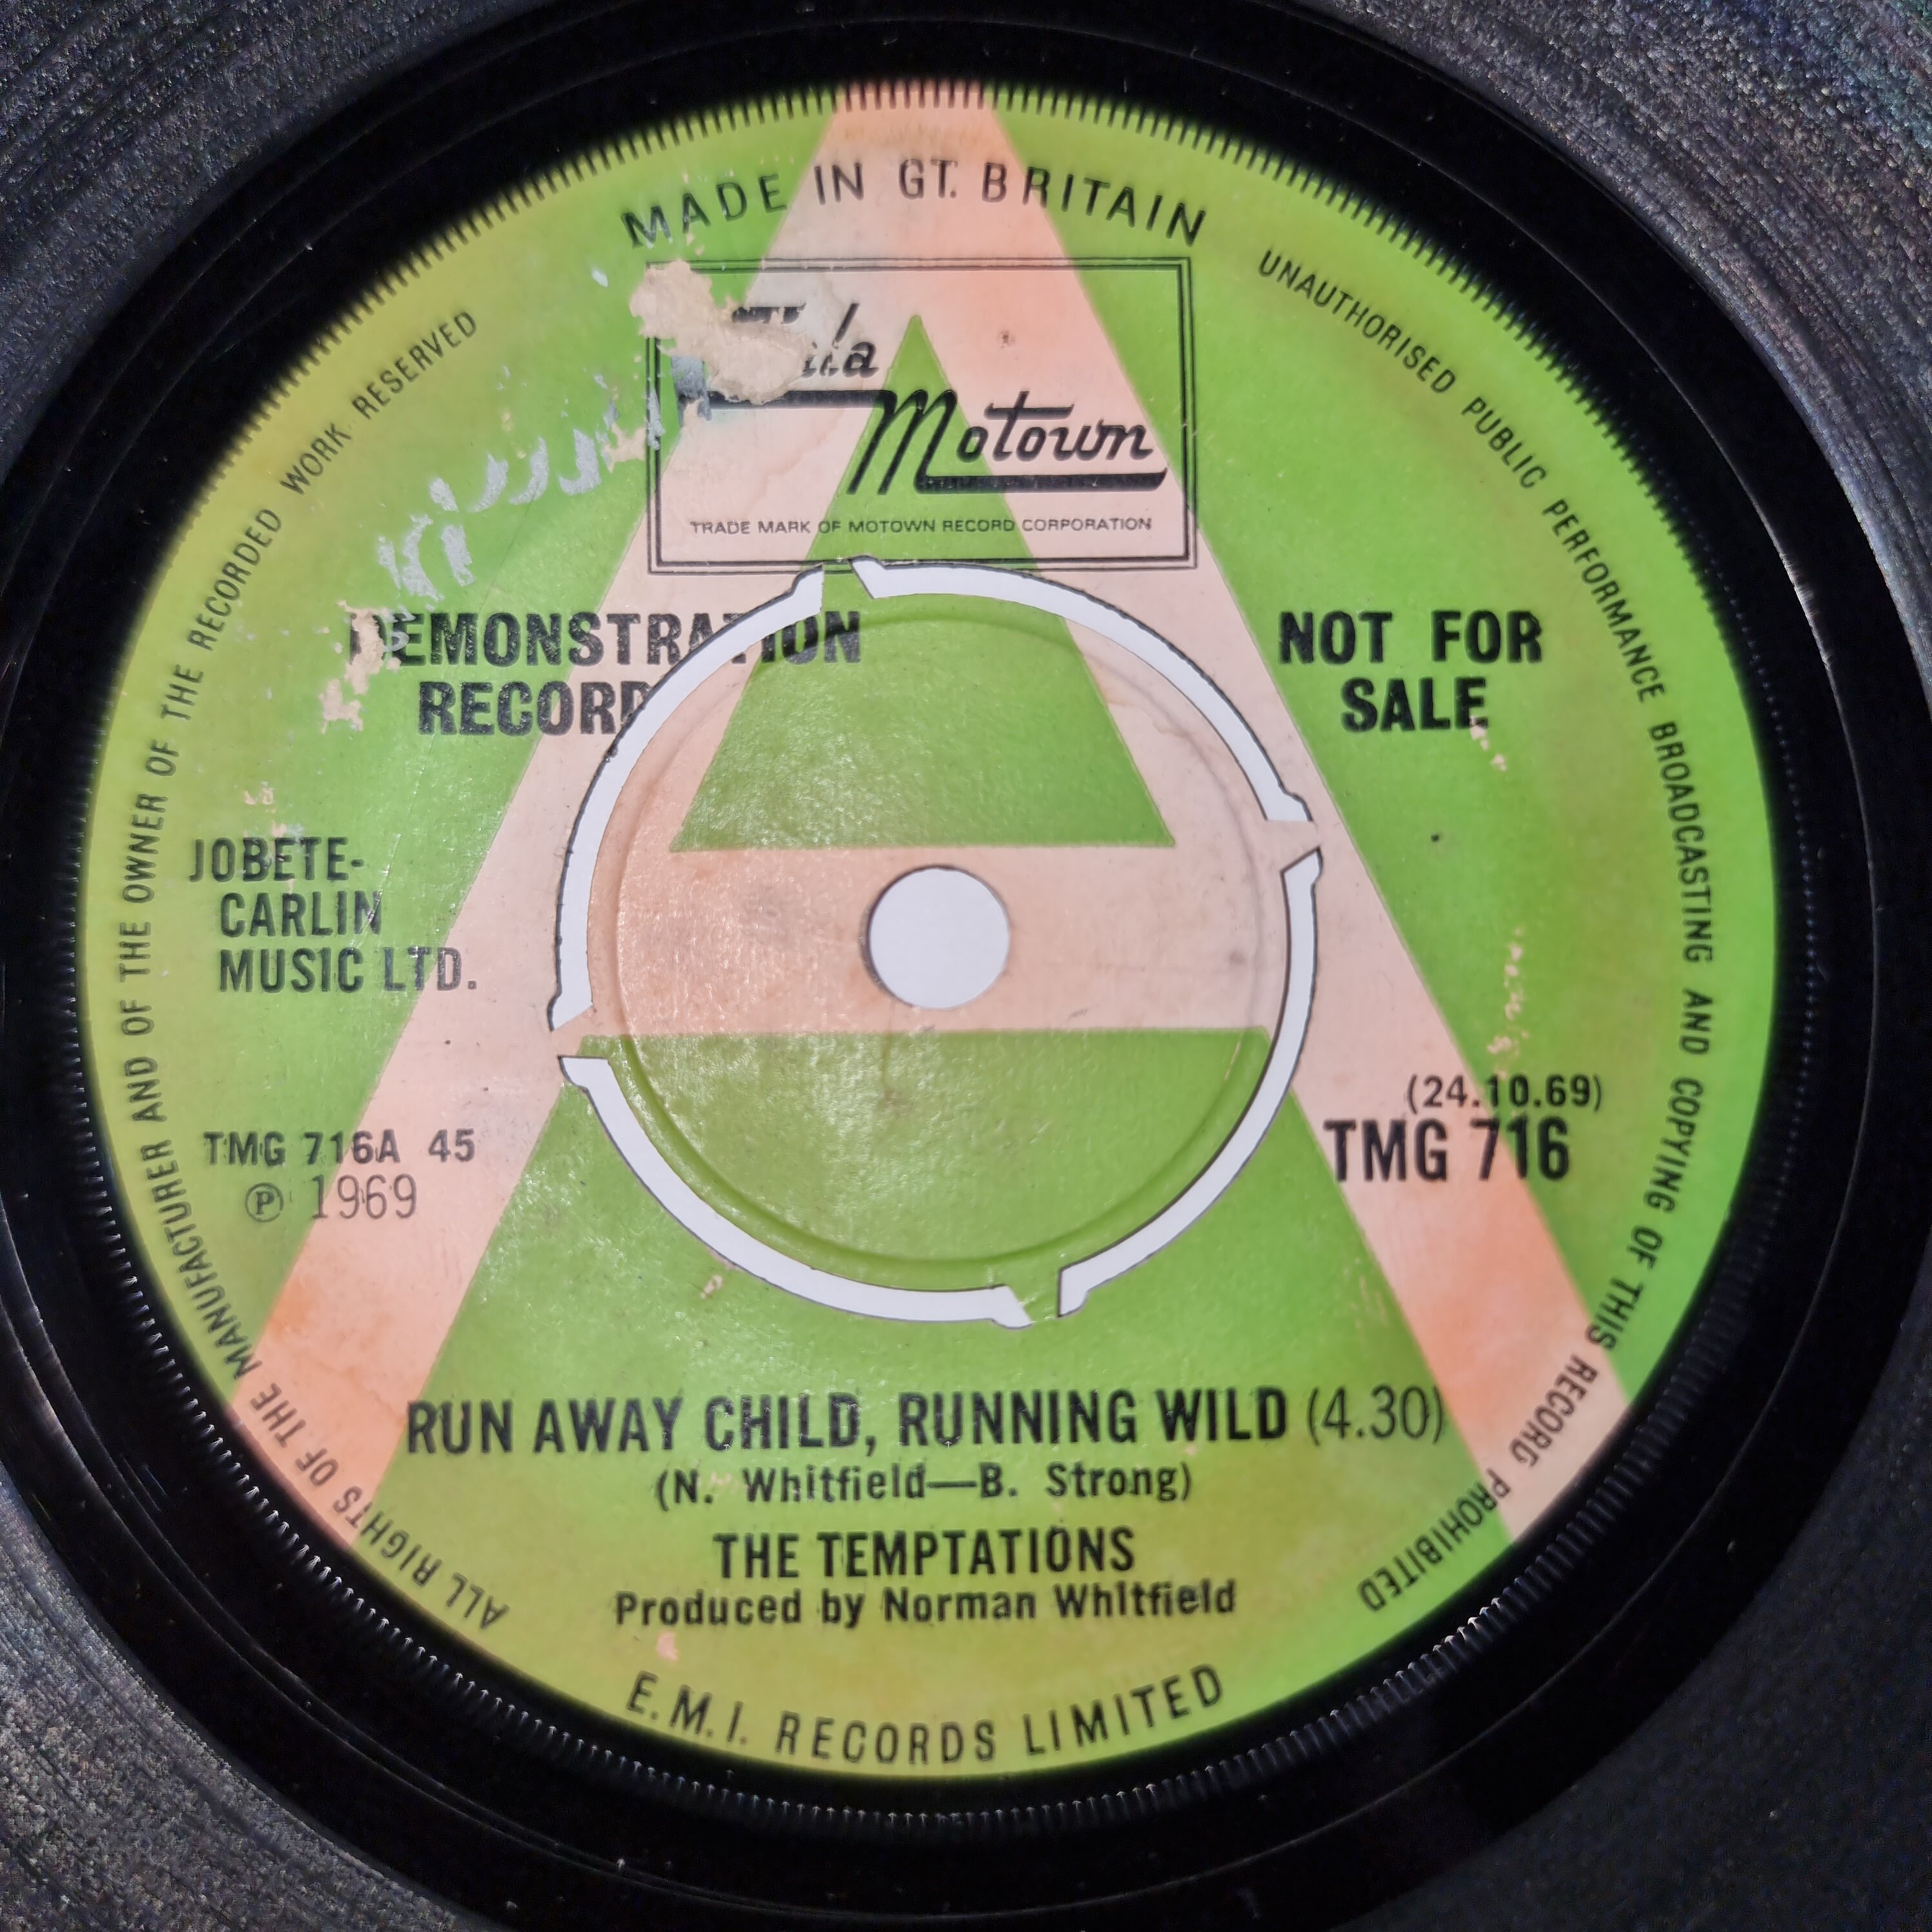 MADE IN GT. BRITAIN
UNAUTHORISED PUBLIC PERFORMANCE BROADCASTING AND COPYING OF THIS RECORD PROHIBITED
ALL RIGHTS OF THE MANUFACTURER AND OF THE OWNER OF THE RECORDED WORK RESERVED
Motown
TRADE MARK OF MOTOWN RECORD CORPORATION
DEMONSTRATION
RECORD
NOT FOR
SALE
JOBETE-
CARLIN
MUSIC LTD.
TMG 716A 45
℗ 1969
(24.10.69)
TMG 716
RUN AWAY CHILD, RUNNING WILD (4.30)
(N. Whitfield—B. Strong)
THE TEMPTATIONS
Produced by Norman Whitfield
E.M.I. RECORDS LIMITED